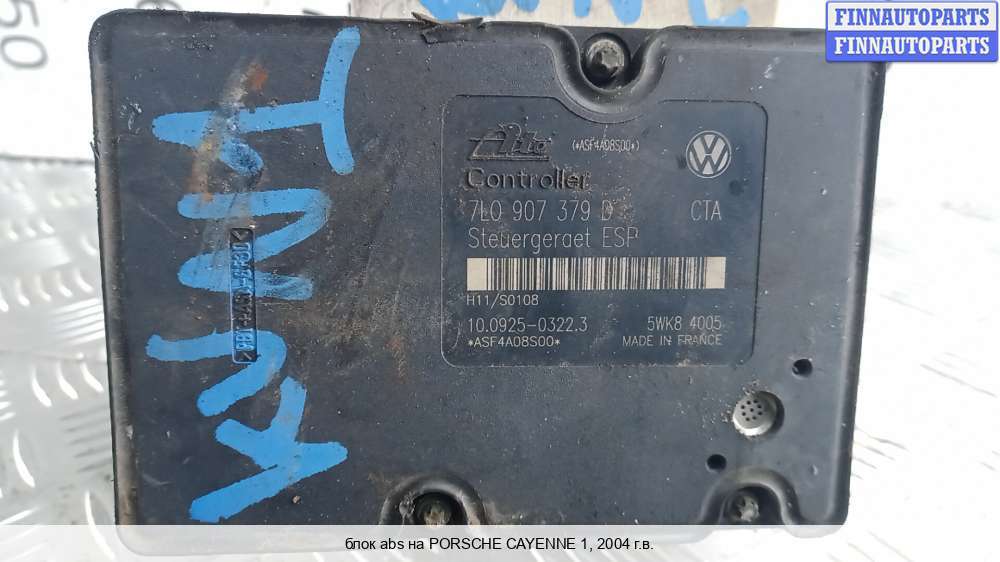 FINNAUTOPARTS
FINNAUTOPARTS
Ate (*ASF4A08S00*)
Controller
7L0 907 379 D CTA
Steuergeraet ESP
H11/S0108
10.0925-0322.3 5WK8 4005
*ASF4A08S00* MADE IN FRANCE
блок abs на PORSCHE CAYENNE 1, 2004 г.в.